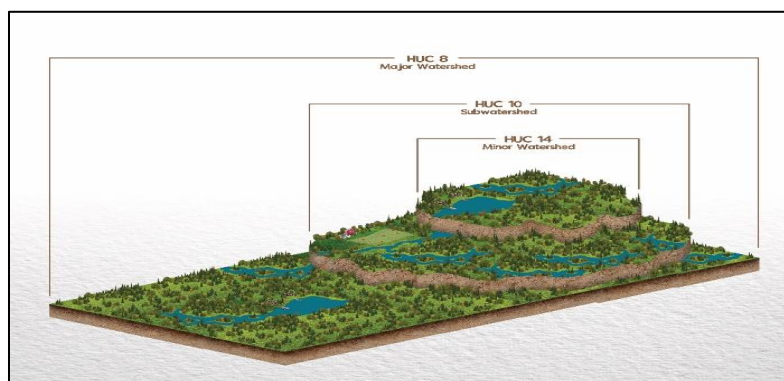 HUC 8
Major Watershed
HUC 10
Subwatershed
HUC 14
Minor Watershed